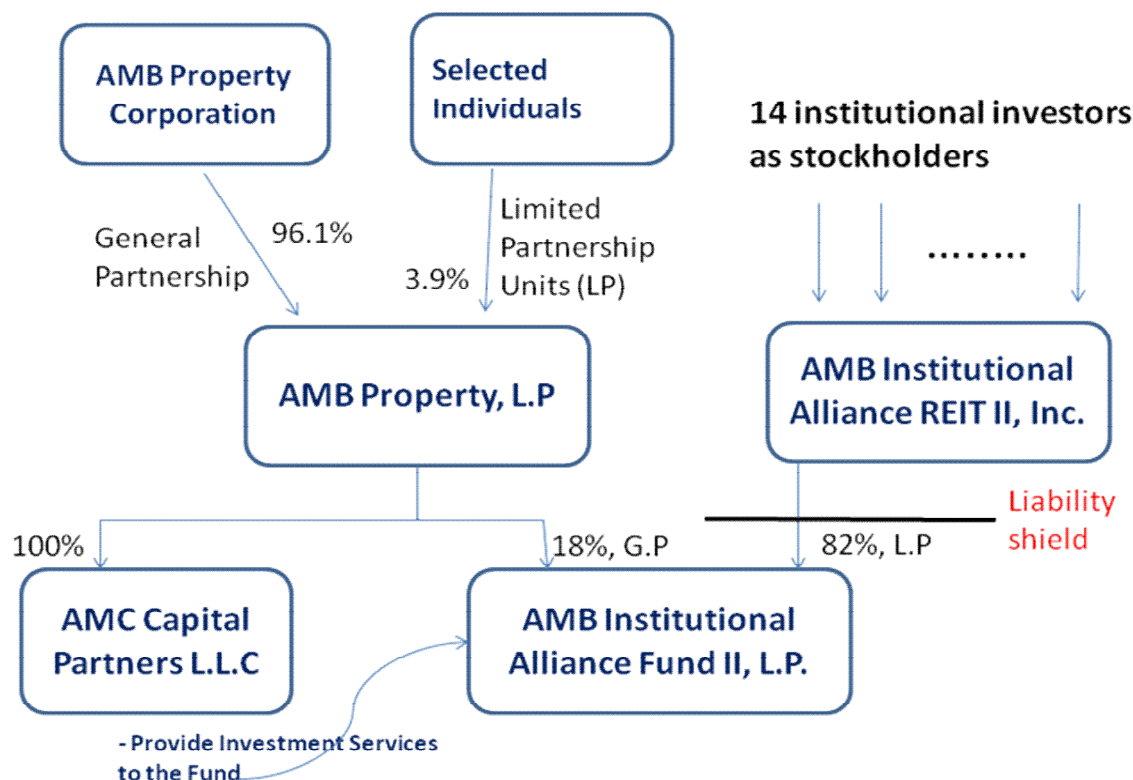 AMB Property
Corporation
Selected
Individuals
14 institutional investors
as stockholders
General
Partnership
96.1%
3.9%
Limited
Partnership
Units (LP)
........
AMB Property, L.P
AMB Institutional
Alliance REIT II, Inc.
Liability
shield
100%
18%, G.P
82%, L.P
AMC Capital
Partners L.L.C
AMB Institutional
Alliance Fund II, L.P.
- Provide Investment Services
to the Fund